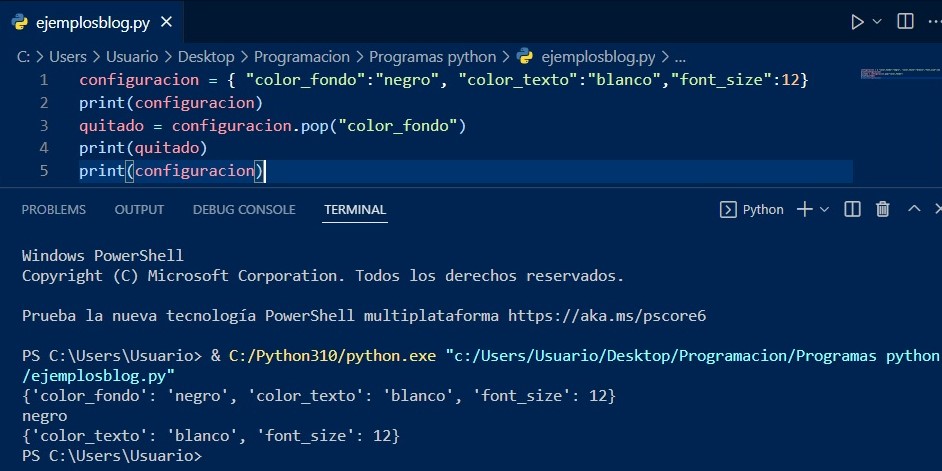 ejemplosblog.py
C: > Users > Usuario > Desktop > Programacion > Programas python > ejemplosblog.py > ...
1 configuracion = { "color_fondo":"negro", "color_texto":"blanco","font_size":12}
2 print(configuracion)
3 quitado = configuracion.pop("color_fondo")
4 print(quitado)
5 print(configuracion)
PROBLEMS OUTPUT DEBUG CONSOLE TERMINAL Python
Windows PowerShell
Copyright (C) Microsoft Corporation. Todos los derechos reservados.
Prueba la nueva tecnología PowerShell multiplataforma https://aka.ms/pscore6
PS C:\Users\Usuario> & C:/Python310/python.exe "c:/Users/Usuario/Desktop/Programacion/Programas python
/ejemplosblog.py"
{'color_fondo': 'negro', 'color_texto': 'blanco', 'font_size': 12}
negro
{'color_texto': 'blanco', 'font_size': 12}
PS C:\Users\Usuario>